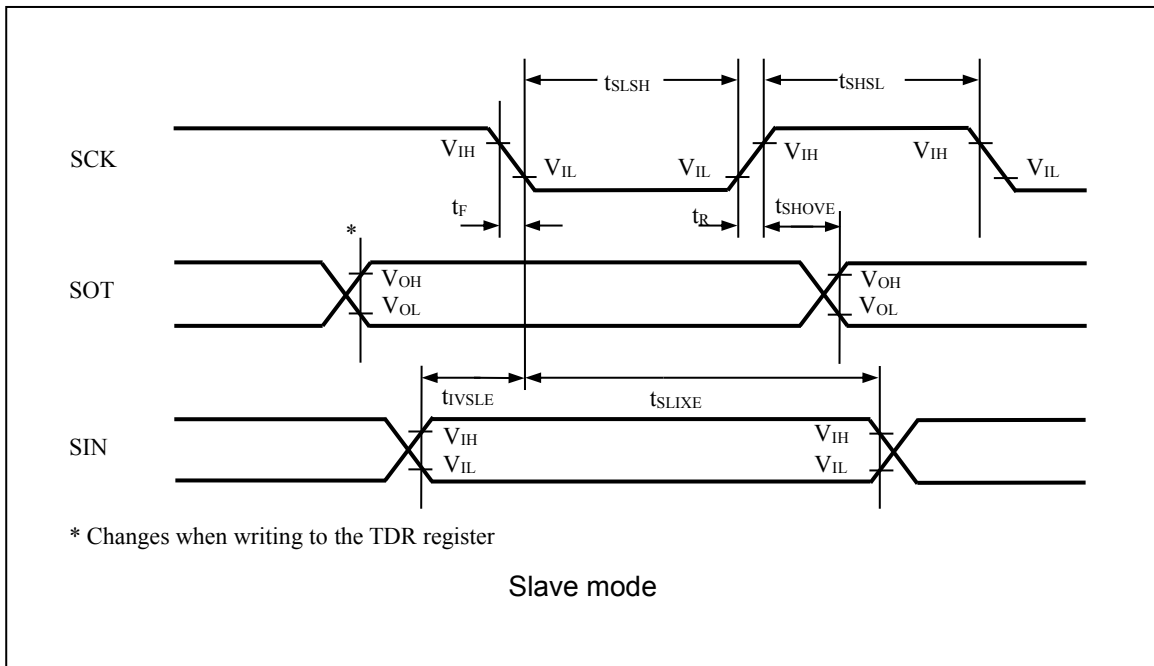 tSLSH
tSHSL
SCK
VIH
VIL
VIL
VIH
VIH
VIL
tF
tR
tSHOVE
*
SOT
VOH
VOL
VOH
VOL
tIVSLE
tSLIXE
SIN
VIH
VIL
VIH
VIL
* Changes when writing to the TDR register
Slave mode